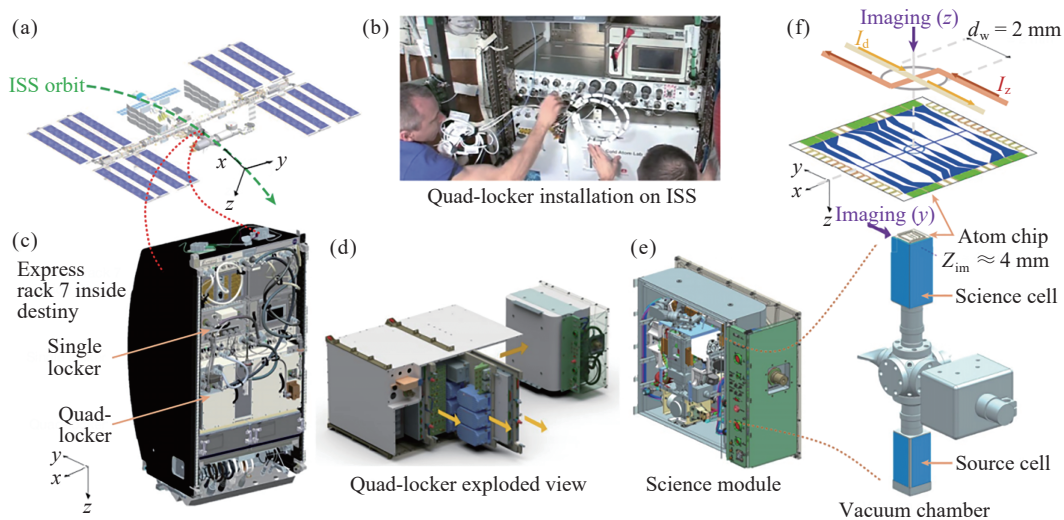 (a)
ISS orbit
x
y
z
(b)
Quad-locker installation on ISS
(c)
Express
rack 7 inside
destiny
Single
locker
Quad-
locker
y
x
z
(d)
Quad-locker exploded view
(e)
Science module
(f)
Imaging (z)
d_w = 2 mm
I_d
I_z
y
x
z
Imaging (y)
Atom chip
Z_im ≈ 4 mm
Science cell
Source cell
Vacuum chamber